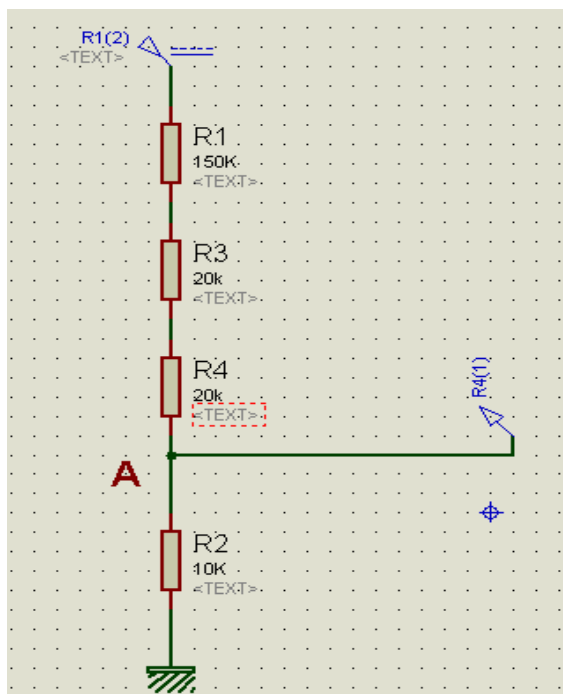 R1(2)
<TEXT>
R1
150K
<TEXT>
R3
20k
<TEXT>
R4
20k
<TEXT>
R4(1)
A
R2
10K
<TEXT>